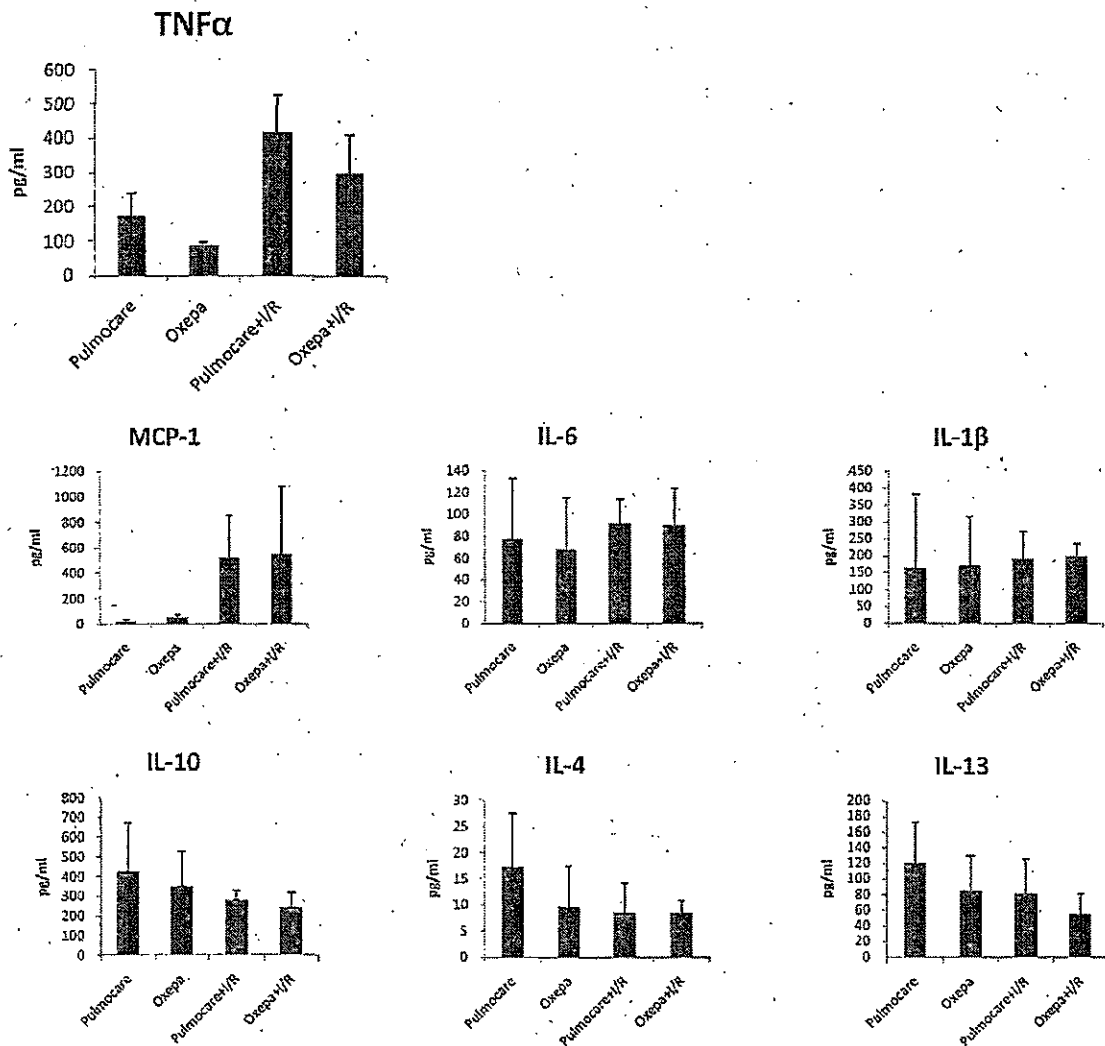 TNFα
600
500
400
300
200
100
0
pg/ml
Pulmocare
Oxepa
Pulmocare+I/R
Oxepa+I/R
MCP-1
1200
1000
800
600
400
200
0
pg/ml
Pulmocare
Oxepa
Pulmocare+I/R
Oxepa+I/R
IL-6
140
120
100
80
60
40
20
0
pg/ml
Pulmocare
Oxepa
Pulmocare+I/R
Oxepa+I/R
IL-1β
450
400
350
300
250
200
150
100
50
0
pg/ml
Pulmocare
Oxepa
Pulmocare+I/R
Oxepa+I/R
IL-10
800
700
600
500
400
300
200
100
0
pg/ml
Pulmocare
Oxepa
Pulmocare+I/R
Oxepa+I/R
IL-4
30
25
20
15
10
5
0
pg/ml
Pulmocare
Oxepa
Pulmocare+I/R
Oxepa+I/R
IL-13
200
180
160
140
120
100
80
60
40
20
0
pg/ml
Pulmocare
Oxepa
Pulmocare+I/R
Oxepa+I/R